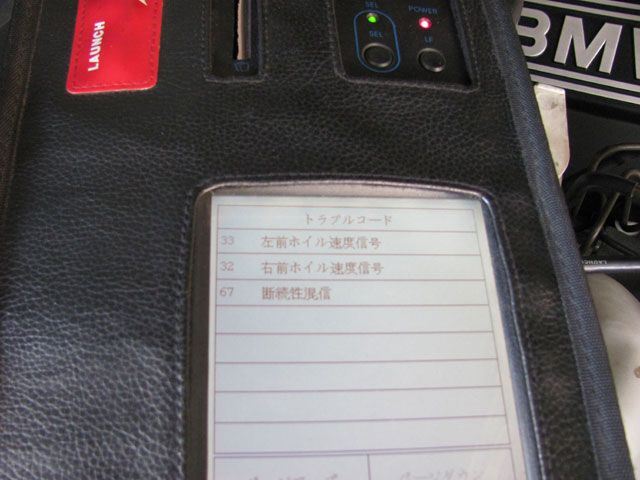 LAUNCH
SEL
POWER
SEL
LF
BMW
トラブルコード
33 左前ホイル速度信号
32 右前ホイル速度信号
67 断続性混信